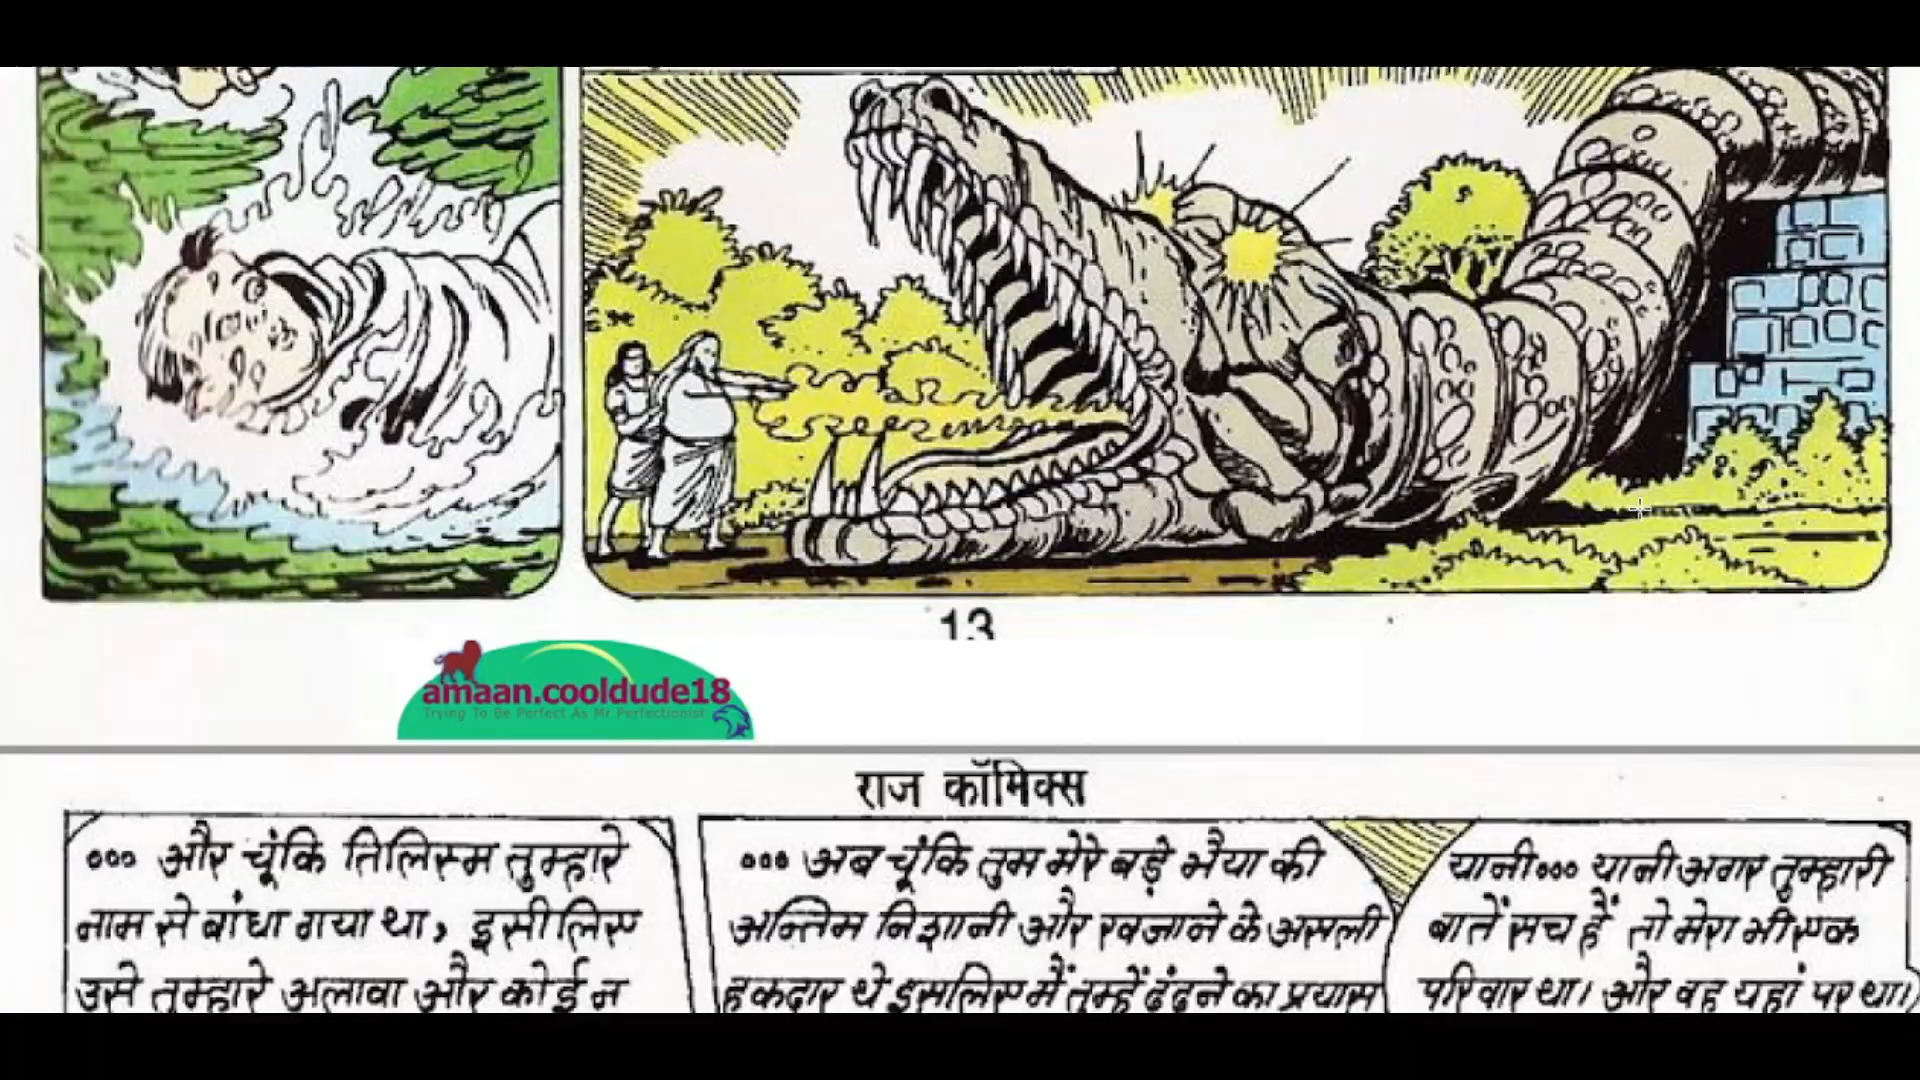 13
amaan.cooldude18
Trying To Be Perfect As Mr Perfectionist
राज कॉमिक्स
... और चूंकि तिलिस्म तुम्हारे
नाम से बांधा गया था, इसीलिए
उसे तुम्हारे अलावा और कोई न
... अब चूंकि तुम मेरे बड़े भैया की
अन्तिम निशानी और खजाने के असली
हकदार थे इसलिए मैं तुम्हें ढूंढने का प्रयास
यानी... यानी अगर तुम्हारी
बातें सच हैं तो मेरा भी एक
परिवार था। और वह यहां पर था।